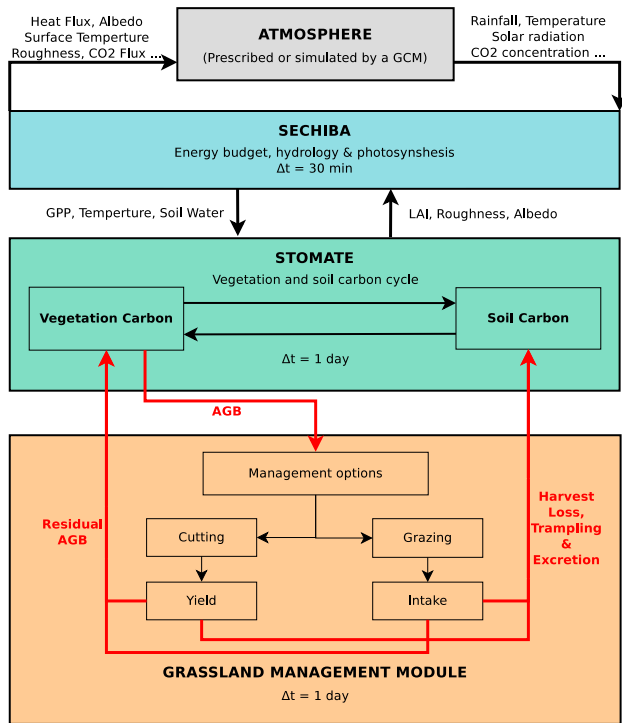 Heat Flux, Albedo
Surface Temperture
Roughness, CO2 Flux ...
ATMOSPHERE
(Prescribed or simulated by a GCM)
Rainfall, Temperature
Solar radiation
CO2 concentration ...
SECHIBA
Energy budget, hydrology & photosynshesis
Δt = 30 min
GPP, Temperture, Soil Water
LAI, Roughness, Albedo
STOMATE
Vegetation and soil carbon cycle
Vegetation Carbon
Soil Carbon
Δt = 1 day
AGB
Management options
Residual
AGB
Harvest
Loss,
Trampling
&
Excretion
Cutting
Grazing
Yield
Intake
GRASSLAND MANAGEMENT MODULE
Δt = 1 day